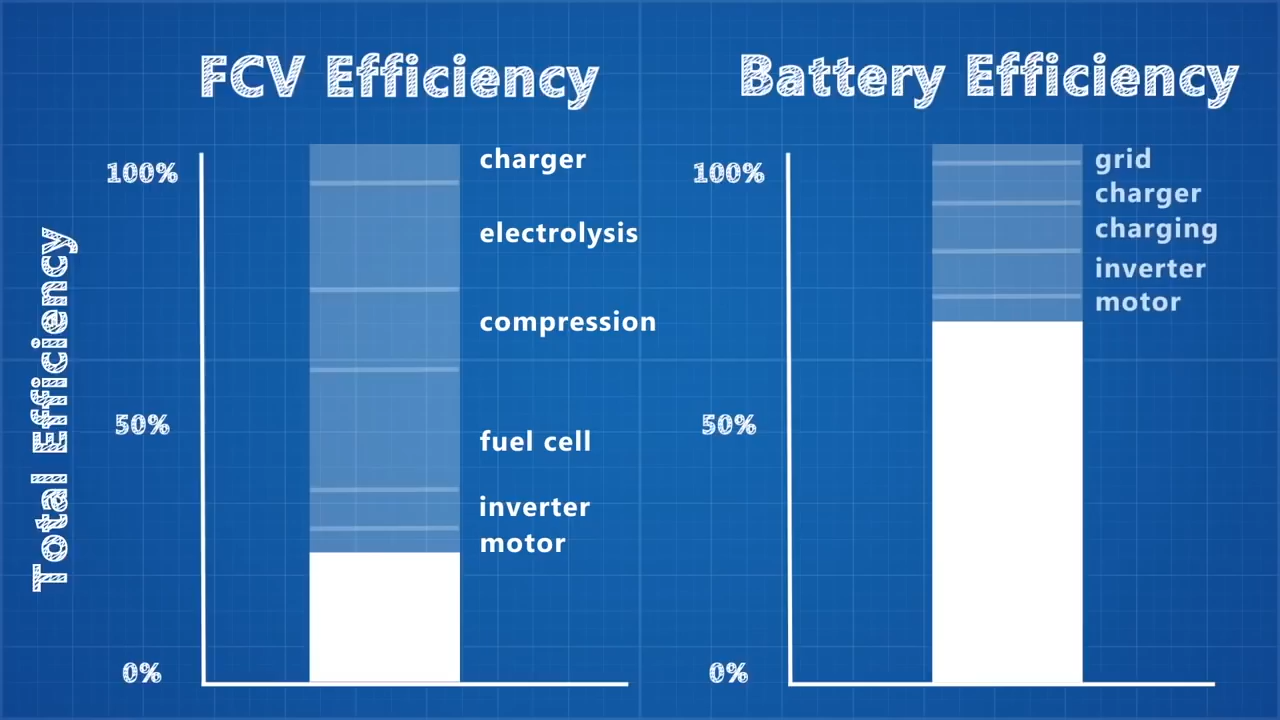 FCV Efficiency
Total Efficiency
100%
50%
0%
charger
electrolysis
compression
fuel cell
inverter
motor
Battery Efficiency
100%
50%
0%
grid
charger
charging
inverter
motor